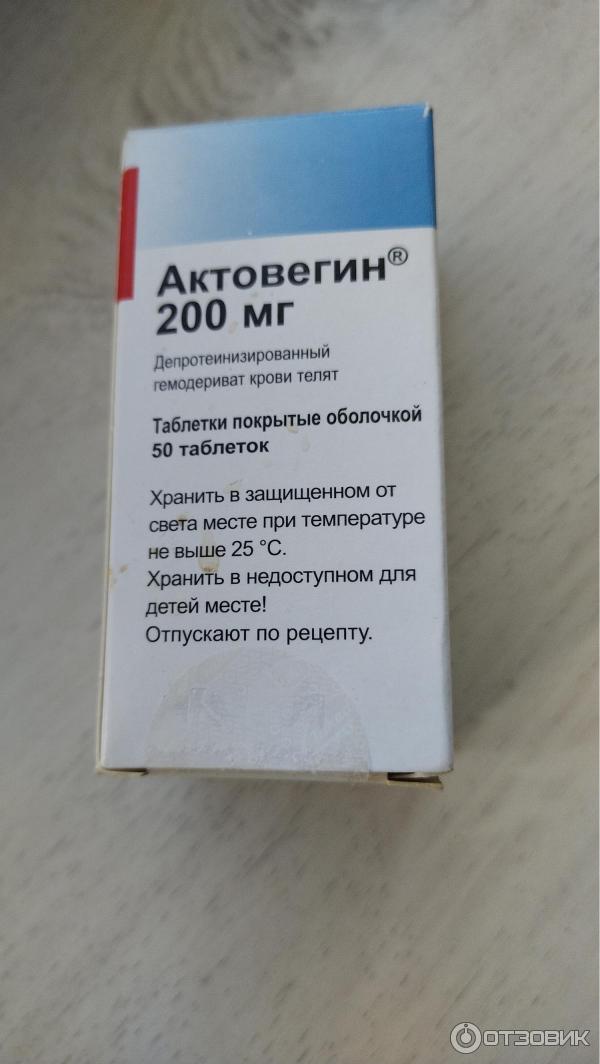 Актовегин®
200 мг
Депротеинизированный
гемодериват крови телят
Таблетки покрытые оболочкой
50 таблеток
Хранить в защищенном от
света месте при температуре
не выше 25 °С.
Хранить в недоступном для
детей месте!
Отпускают по рецепту.
ОТЗОВИК